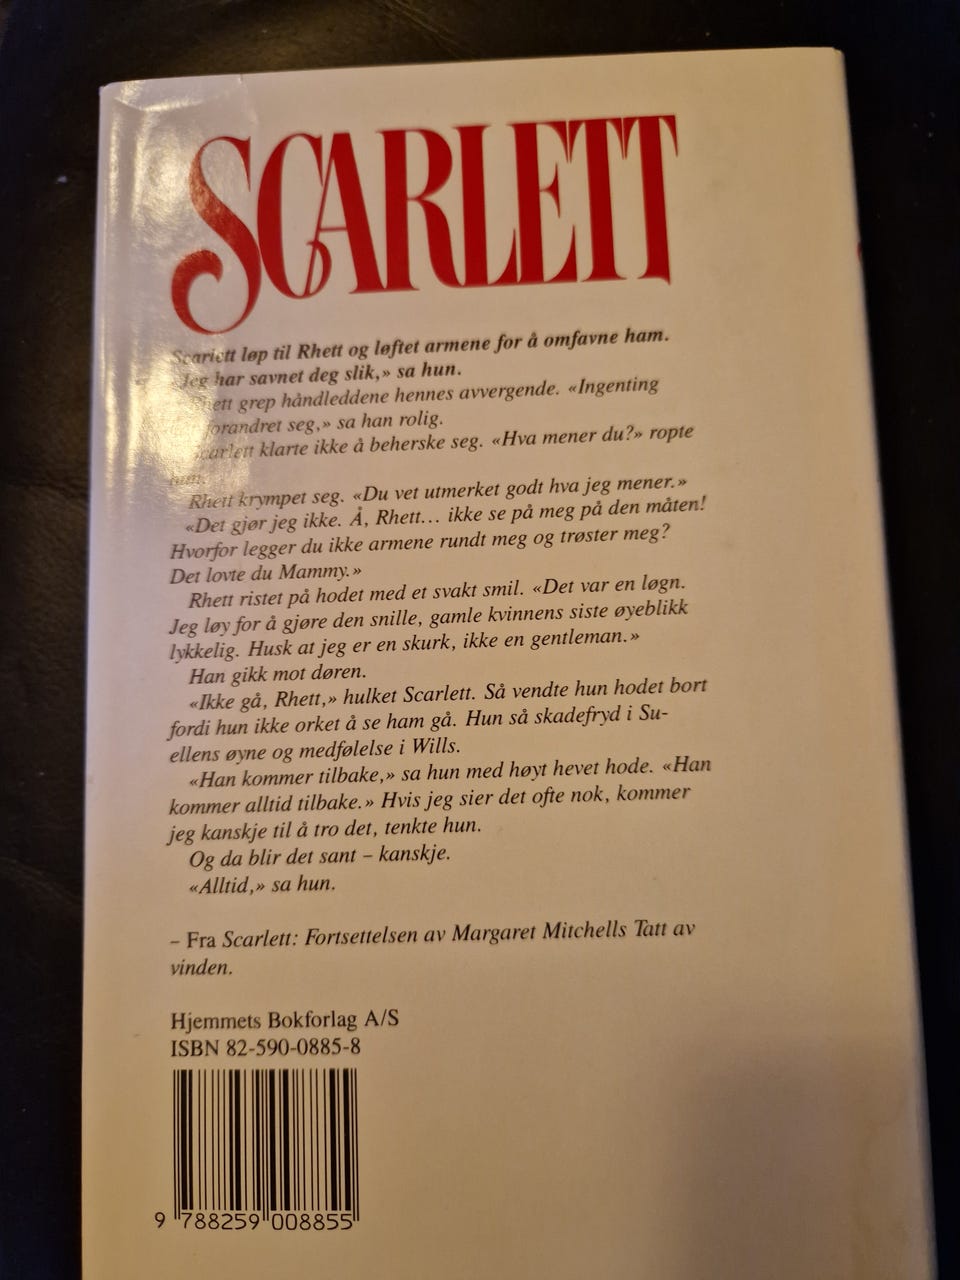 SCARLETT
Scarlett løp til Rhett og løftet armene for å omfavne ham.
«Jeg har savnet deg slik,» sa hun.
Rhett grep håndleddene hennes avvergende. «Ingenting
forandret seg,» sa han rolig.
Scarlett klarte ikke å beherske seg. «Hva mener du?» ropte
hun.
Rhett krympet seg. «Du vet utmerket godt hva jeg mener.»
«Det gjør jeg ikke. Å, Rhett... ikke se på meg på den måten!
Hvorfor legger du ikke armene rundt meg og trøster meg?
Det lovte du Mammy.»
Rhett ristet på hodet med et svakt smil. «Det var en løgn.
Jeg løy for å gjøre den snille, gamle kvinnens siste øyeblikk
lykkelig. Husk at jeg er en skurk, ikke en gentleman.»
Han gikk mot døren.
«Ikke gå, Rhett,» hulket Scarlett. Så vendte hun hodet bort
fordi hun ikke orket å se ham gå. Hun så skadefryd i Su-
ellens øyne og medfølelse i Wills.
«Han kommer tilbake,» sa hun med høyt hevet hode. «Han
kommer alltid tilbake.» Hvis jeg sier det ofte nok, kommer
jeg kanskje til å tro det, tenkte hun.
Og da blir det sant – kanskje.
«Alltid,» sa hun.
– Fra Scarlett: Fortsettelsen av Margaret Mitchells Tatt av
vinden.
Hjemmets Bokforlag A/S
ISBN 82-590-0885-8
9 788259 008855